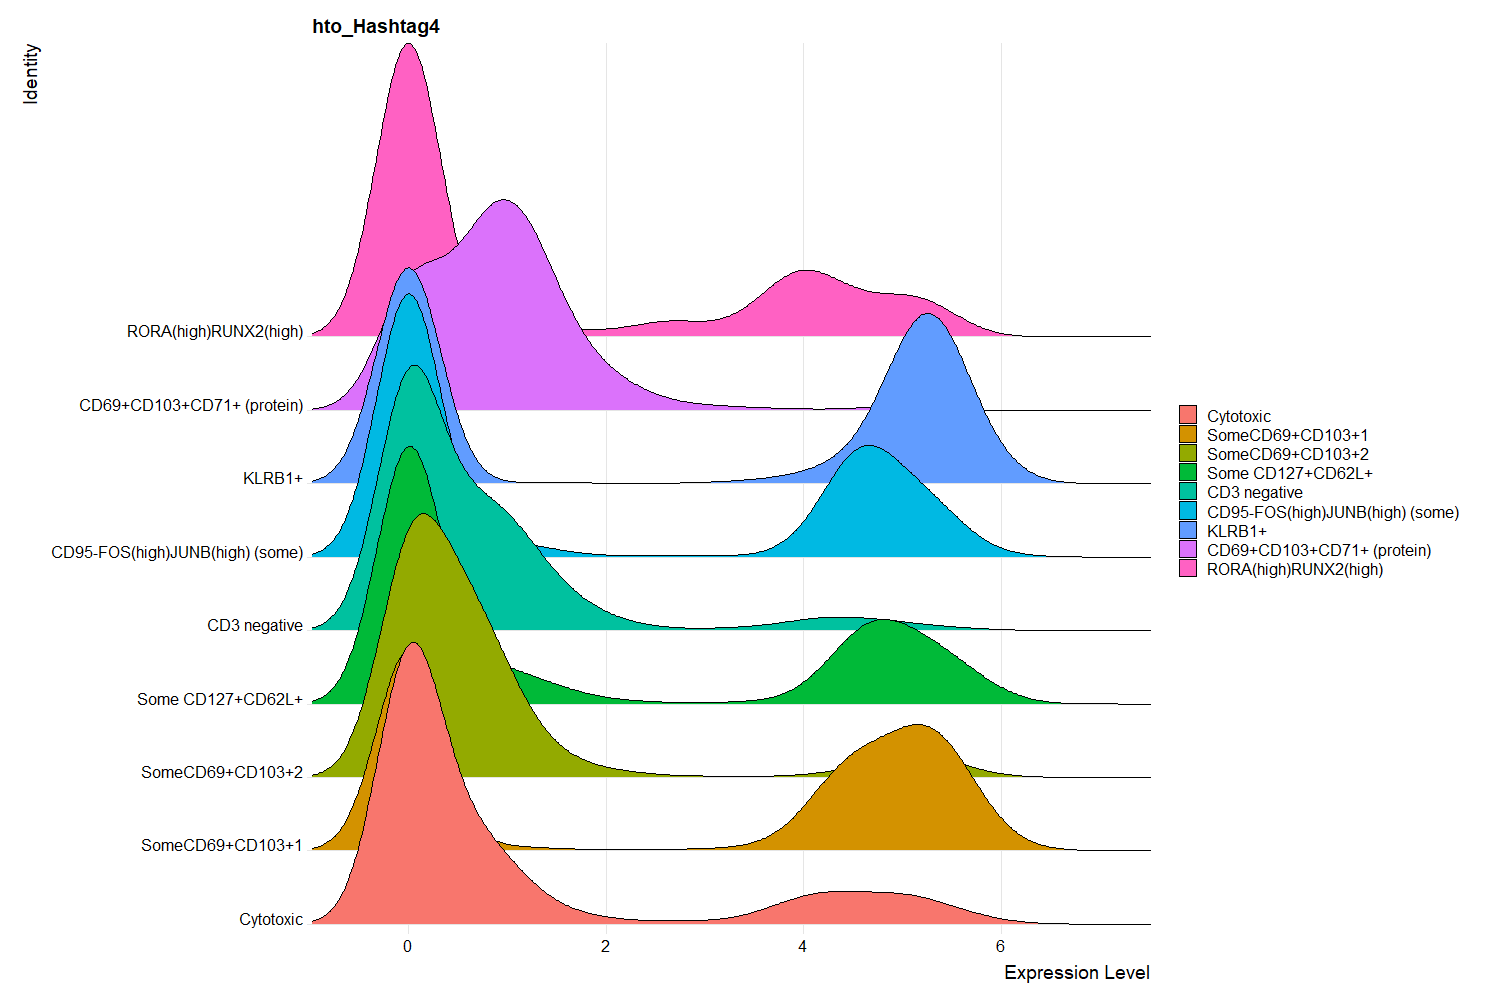 hto_Hashtag4
Identity
RORA(high)RUNX2(high)
CD69+CD103+CD71+ (protein)
KLRB1+
CD95-FOS(high)JUNB(high) (some)
CD3 negative
Some CD127+CD62L+
SomeCD69+CD103+2
SomeCD69+CD103+1
Cytotoxic
0 2 4 6
Expression Level
Cytotoxic
SomeCD69+CD103+1
SomeCD69+CD103+2
Some CD127+CD62L+
CD3 negative
CD95-FOS(high)JUNB(high) (some)
KLRB1+
CD69+CD103+CD71+ (protein)
RORA(high)RUNX2(high)